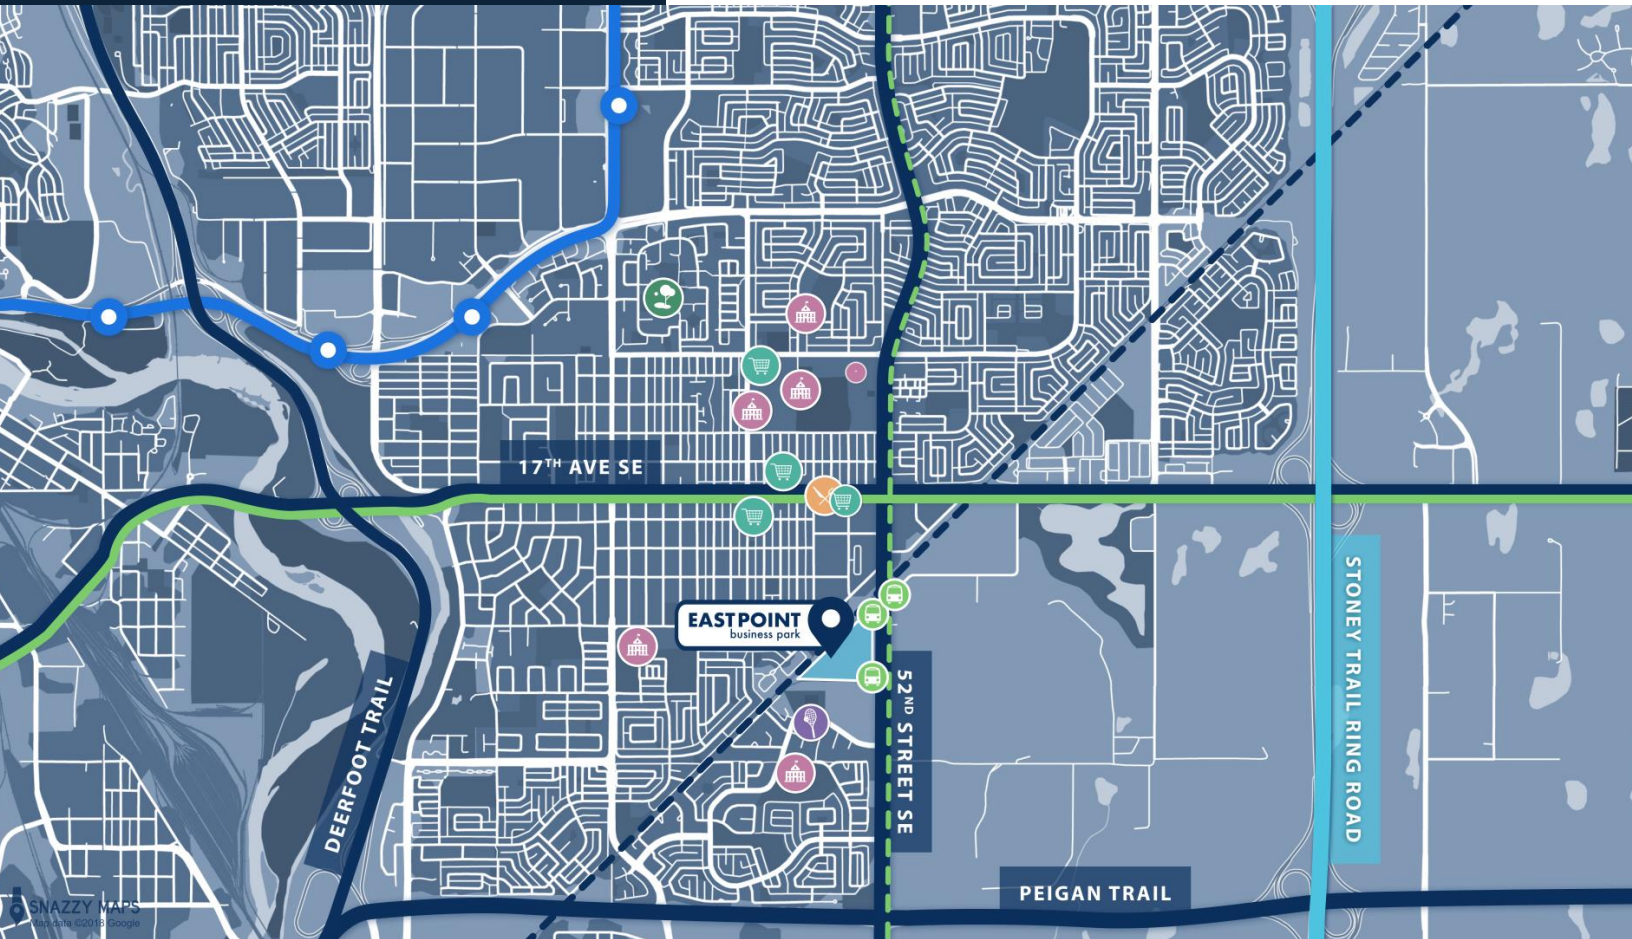 17TH AVE SE
EASTPOINT
business park
STONEY TRAIL RING ROAD
DEERFOOT TRAIL
52ND STREET SE
PEIGAN TRAIL
SNAZZY MAPS
Map data ©2018 Google